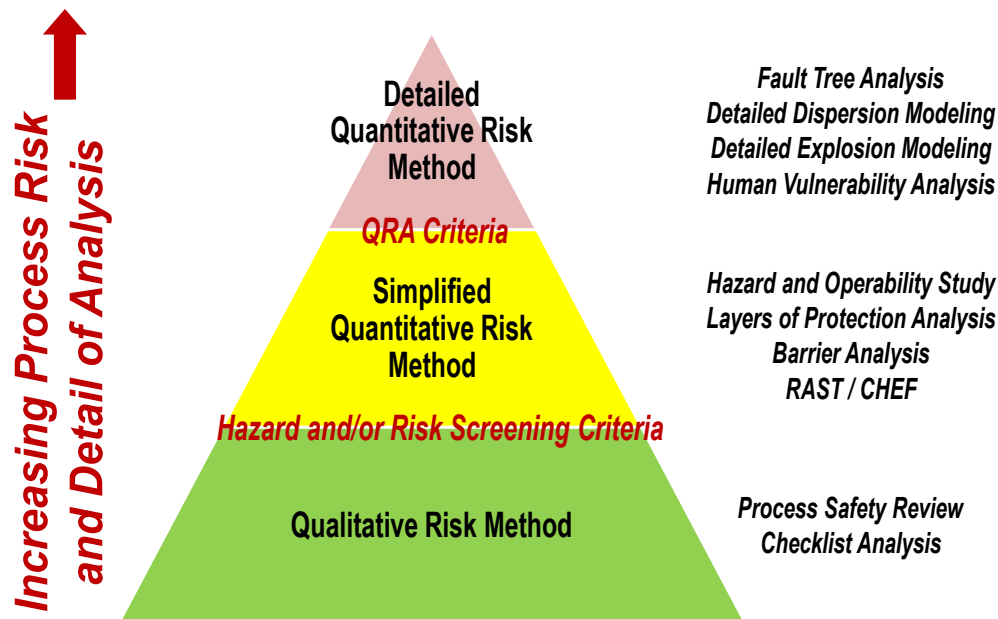 Increasing Process Risk
and Detail of Analysis
Detailed
Quantitative Risk
Method
Fault Tree Analysis
Detailed Dispersion Modeling
Detailed Explosion Modeling
Human Vulnerability Analysis
QRA Criteria
Simplified
Quantitative Risk
Method
Hazard and Operability Study
Layers of Protection Analysis
Barrier Analysis
RAST / CHEF
Hazard and/or Risk Screening Criteria
Qualitative Risk Method
Process Safety Review
Checklist Analysis